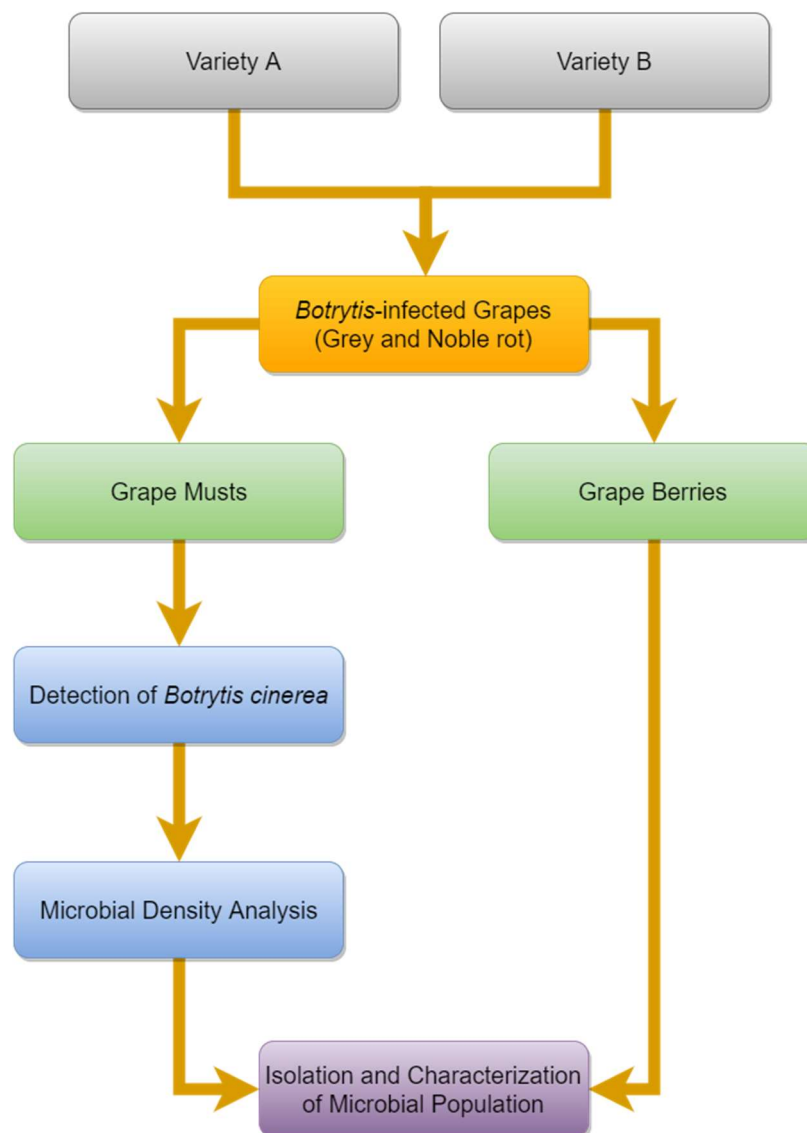 Variety A
Variety B
Botrytis-infected Grapes
(Grey and Noble rot)
Grape Musts
Grape Berries
Detection of Botrytis cinerea
Microbial Density Analysis
Isolation and Characterization
of Microbial Population